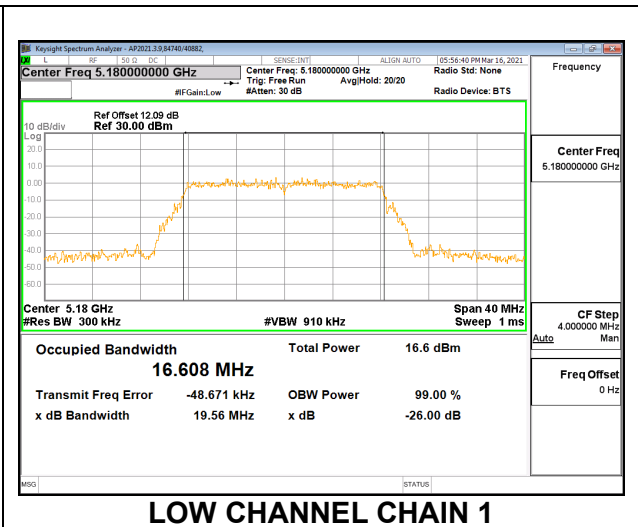 Keysight Spectrum Analyzer - AP2021.3.9,84740/40882,
L RF 50 Ω DC SENSE:INT ALIGN AUTO 05:56:40 PM Mar 16, 2021
Center Freq 5.180000000 GHz Center Freq: 5.180000000 GHz Radio Std: None Frequency
Trig: Free Run Avg|Hold: 20/20
#IFGain:Low #Atten: 30 dB Radio Device: BTS
Ref Offset 12.09 dB
10 dB/div Ref 30.00 dBm
Log
20.0
10.0
0.00
-10.0
-20.0
-30.0
-40.0
-50.0
-60.0
Center Freq
5.180000000 GHz
Center 5.18 GHz Span 40 MHz
#Res BW 300 kHz #VBW 910 kHz Sweep 1 ms
CF Step
4.000000 MHz
Auto Man
Occupied Bandwidth Total Power 16.6 dBm
16.608 MHz
Freq Offset
0 Hz
Transmit Freq Error -48.671 kHz OBW Power 99.00 %
x dB Bandwidth 19.56 MHz x dB -26.00 dB
MSG STATUS
LOW CHANNEL CHAIN 1